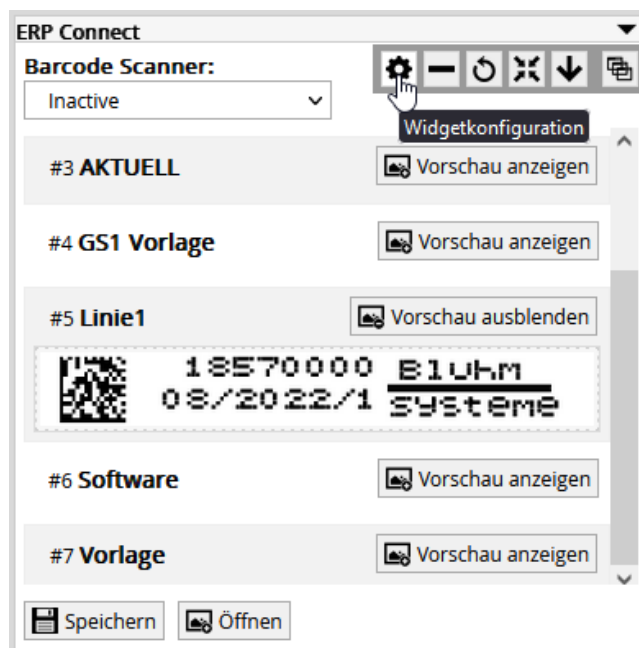 ERP Connect
Barcode Scanner:
Inactive
Widgetkonfiguration
#3 AKTUELL
Vorschau anzeigen
#4 GS1 Vorlage
Vorschau anzeigen
#5 Linie1
Vorschau ausblenden
18570000 Bluhm
08/2022/1 systeme
#6 Software
Vorschau anzeigen
#7 Vorlage
Vorschau anzeigen
Speichern
Öffnen